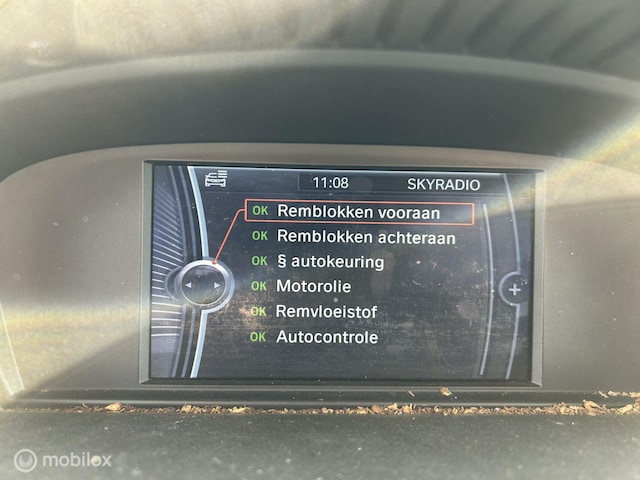 11:08 SKYRADIO
OK Remblokken vooraan
OK Remblokken achteraan
OK § autokeuring
OK Motorolie
OK Remvloeistof
OK Autocontrole
mobilox